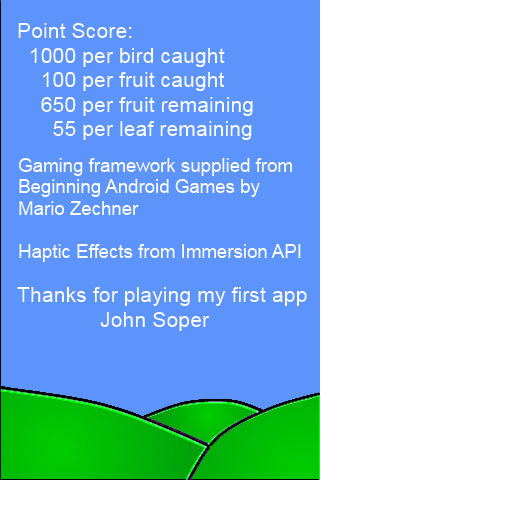 Point Score:
1000 per bird caught
100 per fruit caught
650 per fruit remaining
55 per leaf remaining
Gaming framework supplied from
Beginning Android Games by
Mario Zechner
Haptic Effects from Immersion API
Thanks for playing my first app
John Soper